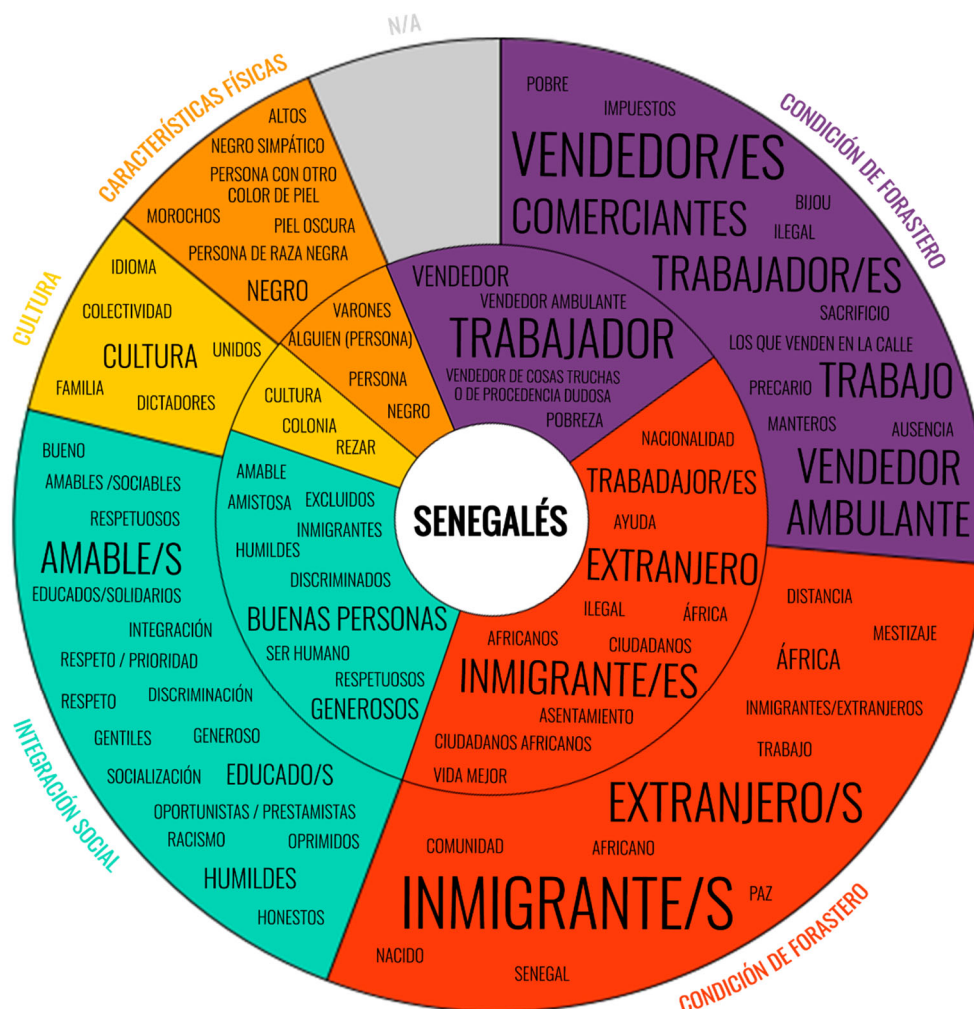 N/A
CONDICIÓN DE FORASTERO
POBRE
IMPUESTOS
VENDEDOR/ES
BIJOU
COMERCIANTES
ILEGAL
TRABAJADOR/ES
SACRIFICIO
LOS QUE VENDEN EN LA CALLE
PRECARIO
TRABAJO
MANTEROS
AUSENCIA
VENDEDOR
AMBULANTE
VENDEDOR
VENDEDOR AMBULANTE
TRABAJADOR
VENDEDOR DE COSAS TRUCHAS
O DE PROCEDENCIA DUDOSA
POBREZA
CARACTERÍSTICAS FÍSICAS
ALTOS
NEGRO SIMPÁTICO
PERSONA CON OTRO
COLOR DE PIEL
MOROCHOS
PIEL OSCURA
PERSONA DE RAZA NEGRA
NEGRO
VARONES
ALGUIEN (PERSONA)
PERSONA
NEGRO
CULTURA
IDIOMA
COLECTIVIDAD
CULTURA
UNIDOS
FAMILIA
DICTADORES
CULTURA
COLONIA
REZAR
SENEGALÉS
INTEGRACIÓN SOCIAL
BUENO
AMABLES /SOCIABLES
RESPETUOSOS
AMABLE/S
EDUCADOS/SOLIDARIOS
INTEGRACIÓN
RESPETO / PRIORIDAD
RESPETO
DISCRIMINACIÓN
GENTILES
GENEROSO
SOCIALIZACIÓN
EDUCADO/S
OPORTUNISTAS / PRESTAMISTAS
RACISMO
OPRIMIDOS
HUMILDES
HONESTOS
AMABLE
AMISTOSA
EXCLUIDOS
INMIGRANTES
HUMILDES
DISCRIMINADOS
BUENAS PERSONAS
SER HUMANO
RESPETUOSOS
GENEROSOS
NACIONALIDAD
TRABADAJOR/ES
AYUDA
EXTRANJERO
ILEGAL
ÁFRICA
AFRICANOS
CIUDADANOS
INMIGRANTE/ES
ASENTAMIENTO
CIUDADANOS AFRICANOS
VIDA MEJOR
DISTANCIA
MESTIZAJE
ÁFRICA
INMIGRANTES/EXTRANJEROS
TRABAJO
EXTRANJERO/S
COMUNIDAD
AFRICANO
INMIGRANTE/S
PAZ
NACIDO
SENEGAL
CONDICIÓN DE FORASTERO